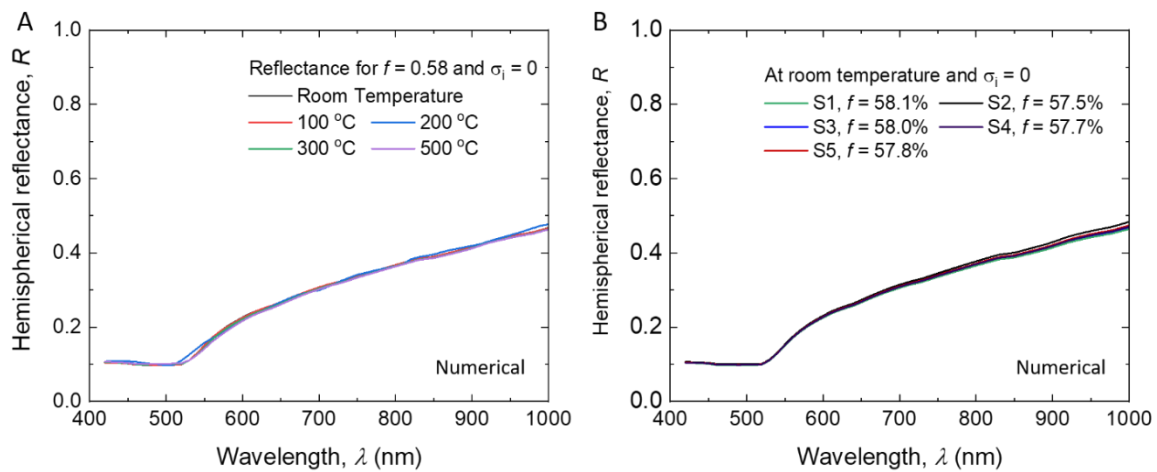 A
Hemispherical reflectance, R
1.0
0.8
0.6
0.4
0.2
0.0
Reflectance for f = 0.58 and σi = 0
Room Temperature
100 °C 200 °C
300 °C 500 °C
Numerical
400 500 600 700 800 900 1000
Wavelength, λ (nm)
B
Hemispherical reflectance, R
1.0
0.8
0.6
0.4
0.2
0.0
At room temperature and σi = 0
S1, f = 58.1% S2, f = 57.5%
S3, f = 58.0% S4, f = 57.7%
S5, f = 57.8%
Numerical
400 500 600 700 800 900 1000
Wavelength, λ (nm)